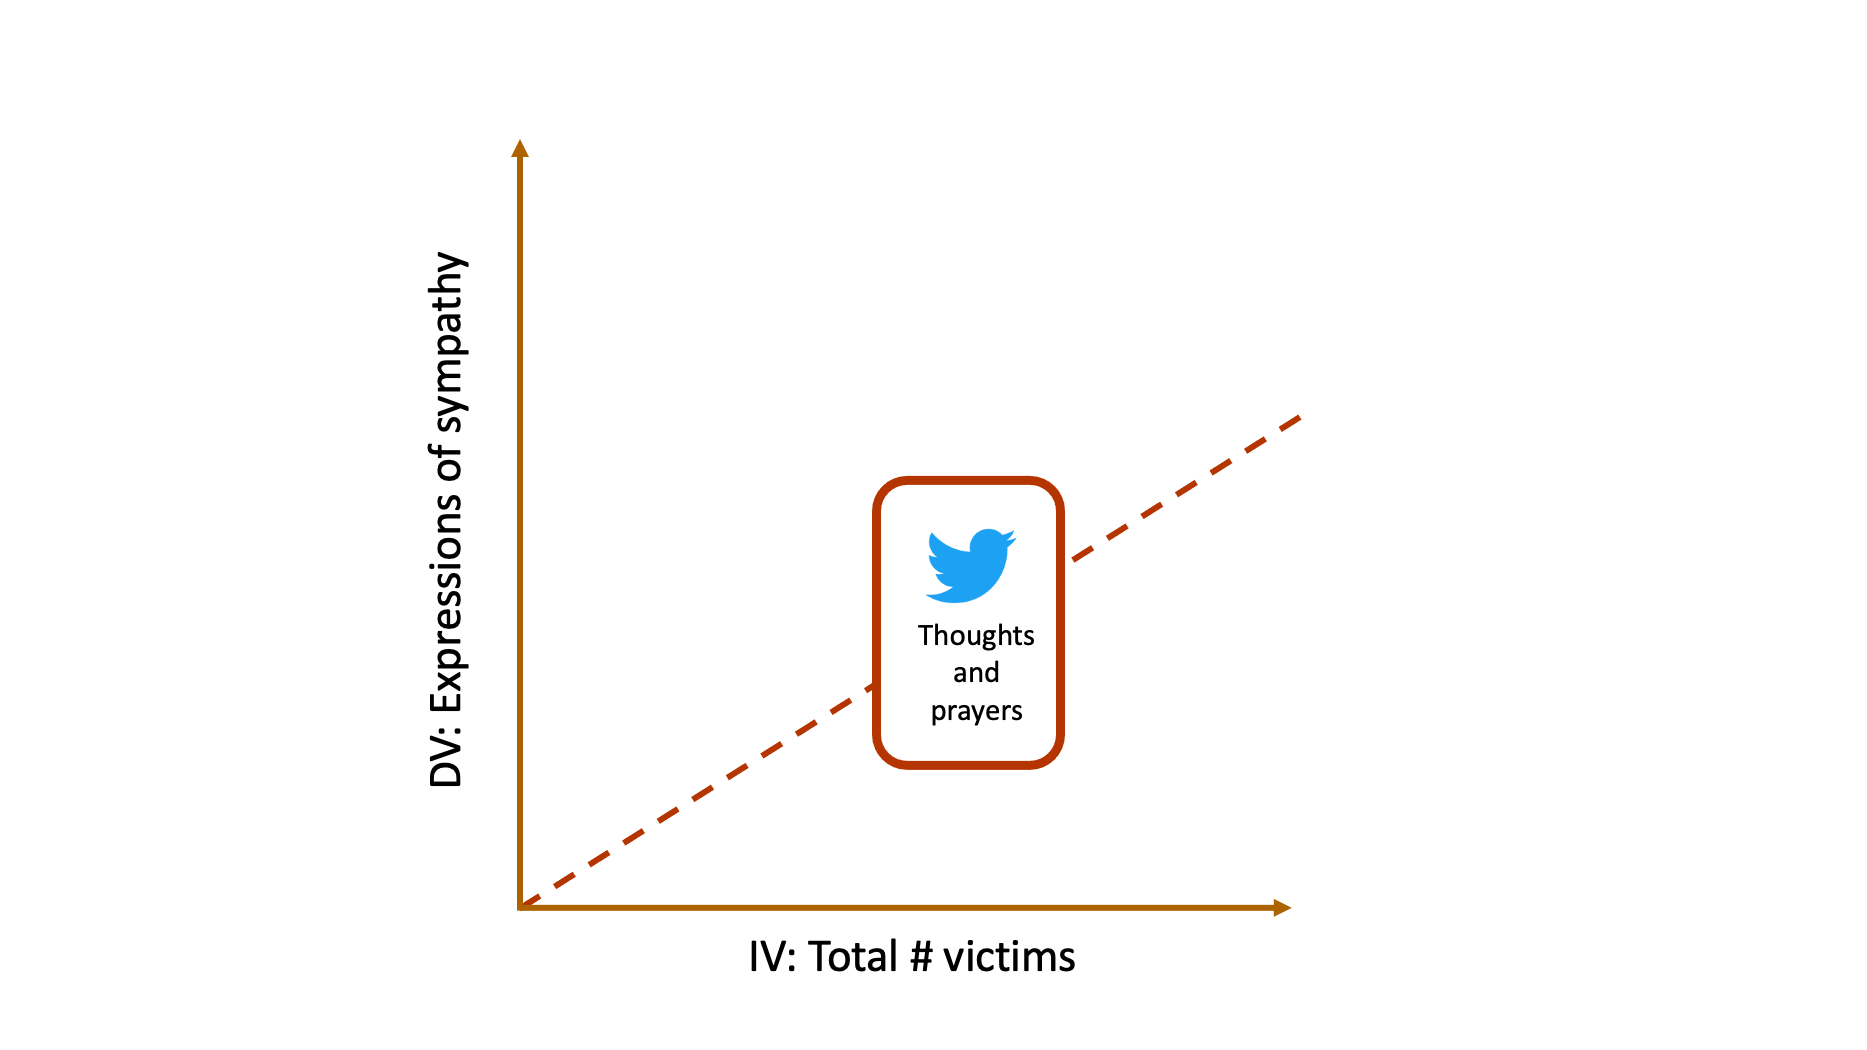 DV: Expressions of sympathy
Thoughts
and
prayers
IV: Total # victims